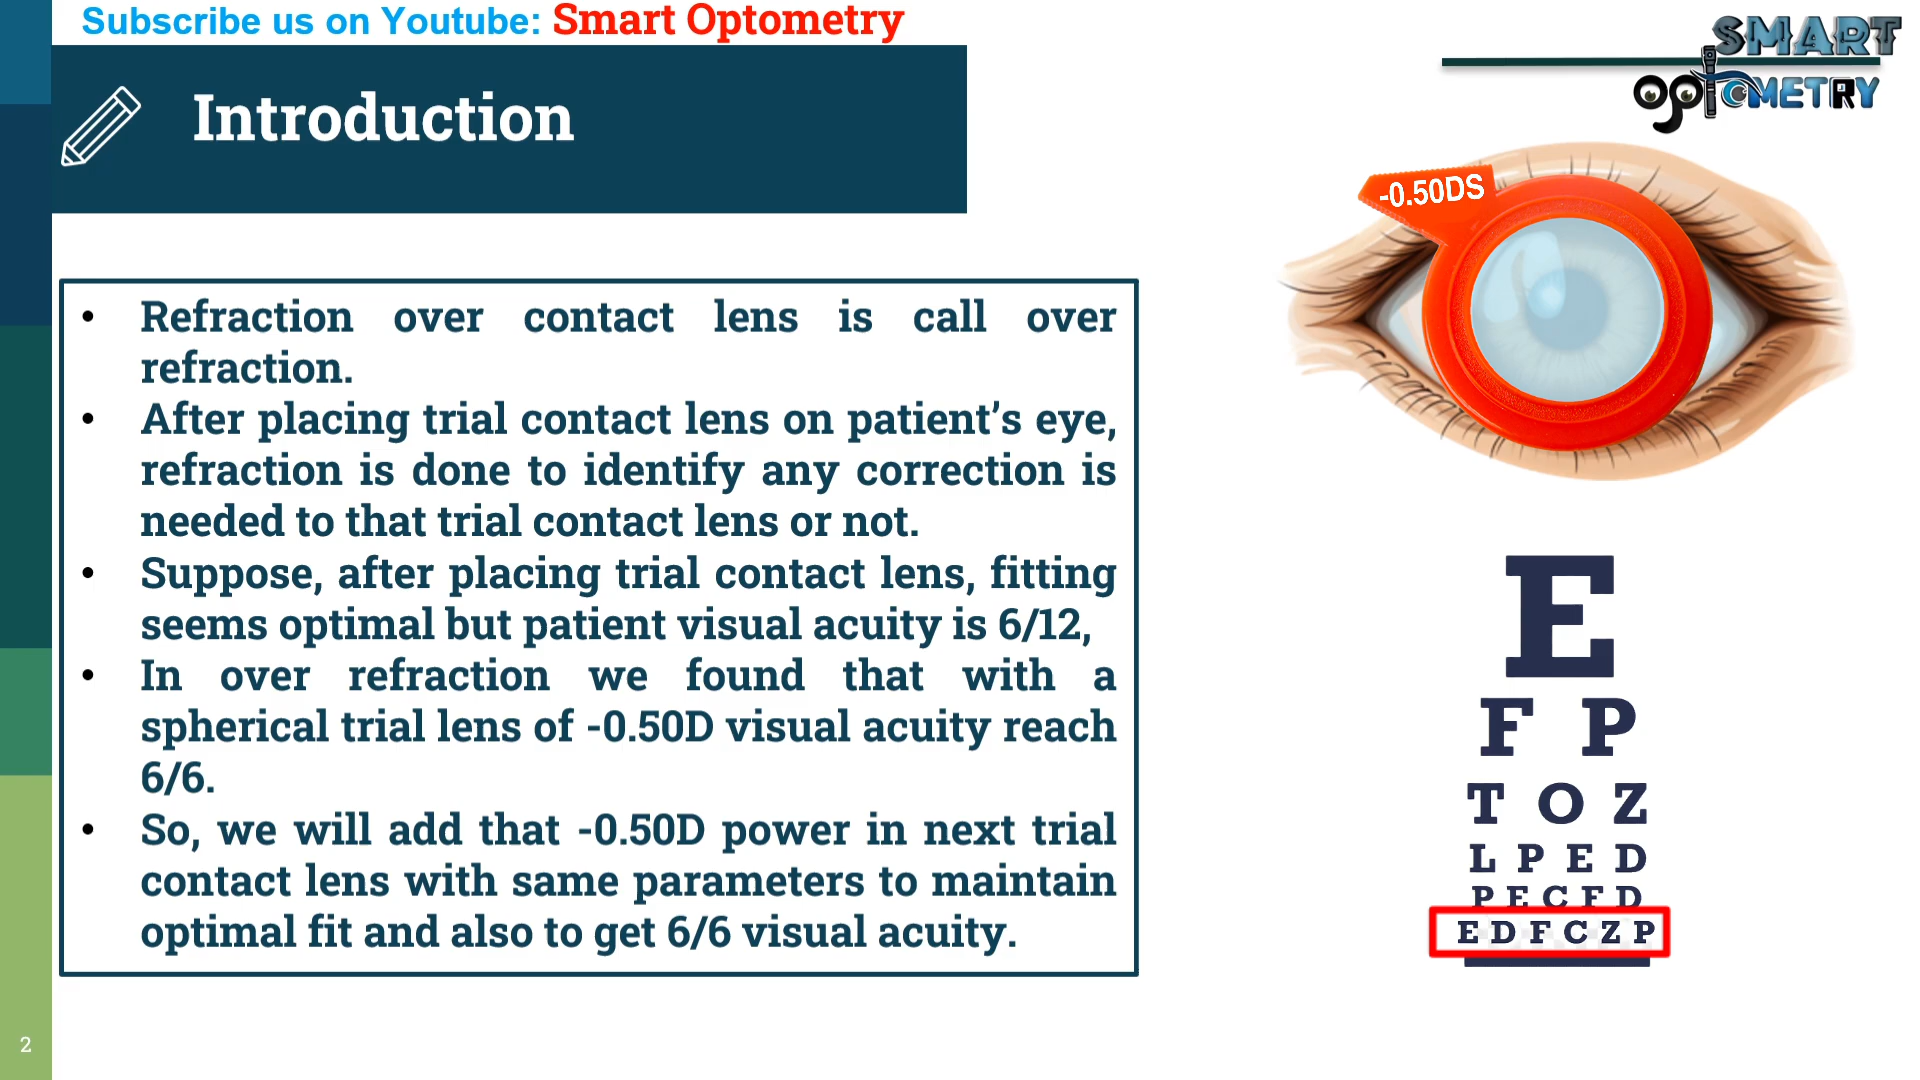 Subscribe us on Youtube: Smart Optometry
SMART
OPTOMETRY
Introduction
-0.50DS
• Refraction over contact lens is call over
refraction.
• After placing trial contact lens on patient’s eye,
refraction is done to identify any correction is
needed to that trial contact lens or not.
• Suppose, after placing trial contact lens, fitting
seems optimal but patient visual acuity is 6/12,
• In over refraction we found that with a
spherical trial lens of -0.50D visual acuity reach
6/6.
• So, we will add that -0.50D power in next trial
contact lens with same parameters to maintain
optimal fit and also to get 6/6 visual acuity.
E
F P
T O Z
L P E D
P E C F D
E D F C Z P
2